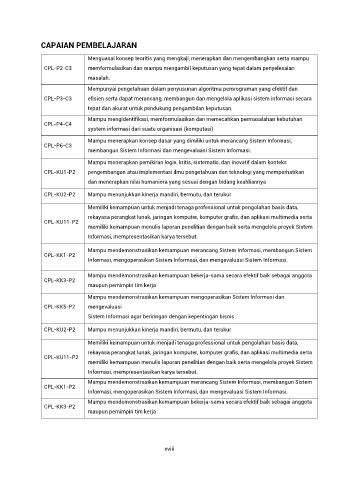 CAPAIAN PEMBELAJARAN
CPL-P2-C3
Menguasai konsep teoritis yang mengkaji, menerapkan dan mengembangkan serta mampu
memformulasikan dan mampu mengambil keputusan yang tepat dalam penyelesaian
masalah.
CPL-P3-C3
Mempunyai pengetahuan dalam penyusunan algoritma pemrograman yang efektif dan
efisien serta dapat merancang, membangun dan mengelola aplikasi sistem informasi secara
tepat dan akurat untuk pendukung pengambilan keputusan.
CPL-P4-C4
Mampu mengidentifikasi, memformulasikan dan memecahkan permasalahan kebutuhan
system informasi dari suatu organisasi (komputasi)
CPL-P6-C3
Mampu menerapkan konsep dasar yang dimiliki untuk merancang Sistem Informasi,
membangun Sistem Informasi dan mengevaluasi Sistem Informasi.
CPL-KU1-P2
Mampu menerapkan pemikiran logis, kritis, sistematis, dan inovatif dalam konteks
pengembangan atau implementasi ilmu pengetahuan dan teknologi yang memperhatikan
dan menerapkan nilai humaniora yang sesuai dengan bidang keahliannya
CPL-KU2-P2
Mampu menunjukkan kinerja mandiri, bermutu, dan terukur
CPL-KU11-P2
Memiliki kemampuan untuk menjadi tenaga professional untuk pengolahan basis data,
rekayasa perangkat lunak, jaringan komputer, komputer grafis, dan aplikasi multimedia serta
memiliki kemampuan menulis laporan penelitian dengan baik serta mengelola proyek Sistem
Informasi, mempresentasikan karya tersebut.
CPL-KK1-P2
Mampu mendemonstrasikan kemampuan merancang Sistem Informasi, membangun Sistem
Informasi, mengoperasikan Sistem Informasi, dan mengevaluasi Sistem Informasi.
CPL-KK3-P2
Mampu mendemonstrasikan kemampuan bekerja-sama secara efektif baik sebagai anggota
maupun pemimpin tim kerja
CPL-KK5-P2
Mampu mendemonstrasikan kemampuan mengoperasikan Sistem Informasi dan
mengevaluasi
Sistem Informasi agar beriringan dengan kepentingan bisnis
CPL-KU2-P2
Mampu menunjukkan kinerja mandiri, bermutu, dan terukur
CPL-KU11-P2
Memiliki kemampuan untuk menjadi tenaga professional untuk pengolahan basis data,
rekayasa perangkat lunak, jaringan komputer, komputer grafis, dan aplikasi multimedia serta
memiliki kemampuan menulis laporan penelitian dengan baik serta mengelola proyek Sistem
Informasi, mempresentasikan karya tersebut.
CPL-KK1-P2
Mampu mendemonstrasikan kemampuan merancang Sistem Informasi, membangun Sistem
Informasi, mengoperasikan Sistem Informasi, dan mengevaluasi Sistem Informasi.
CPL-KK3-P2
Mampu mendemonstrasikan kemampuan bekerja-sama secara efektif baik sebagai anggota
maupun pemimpin tim kerja
xviii